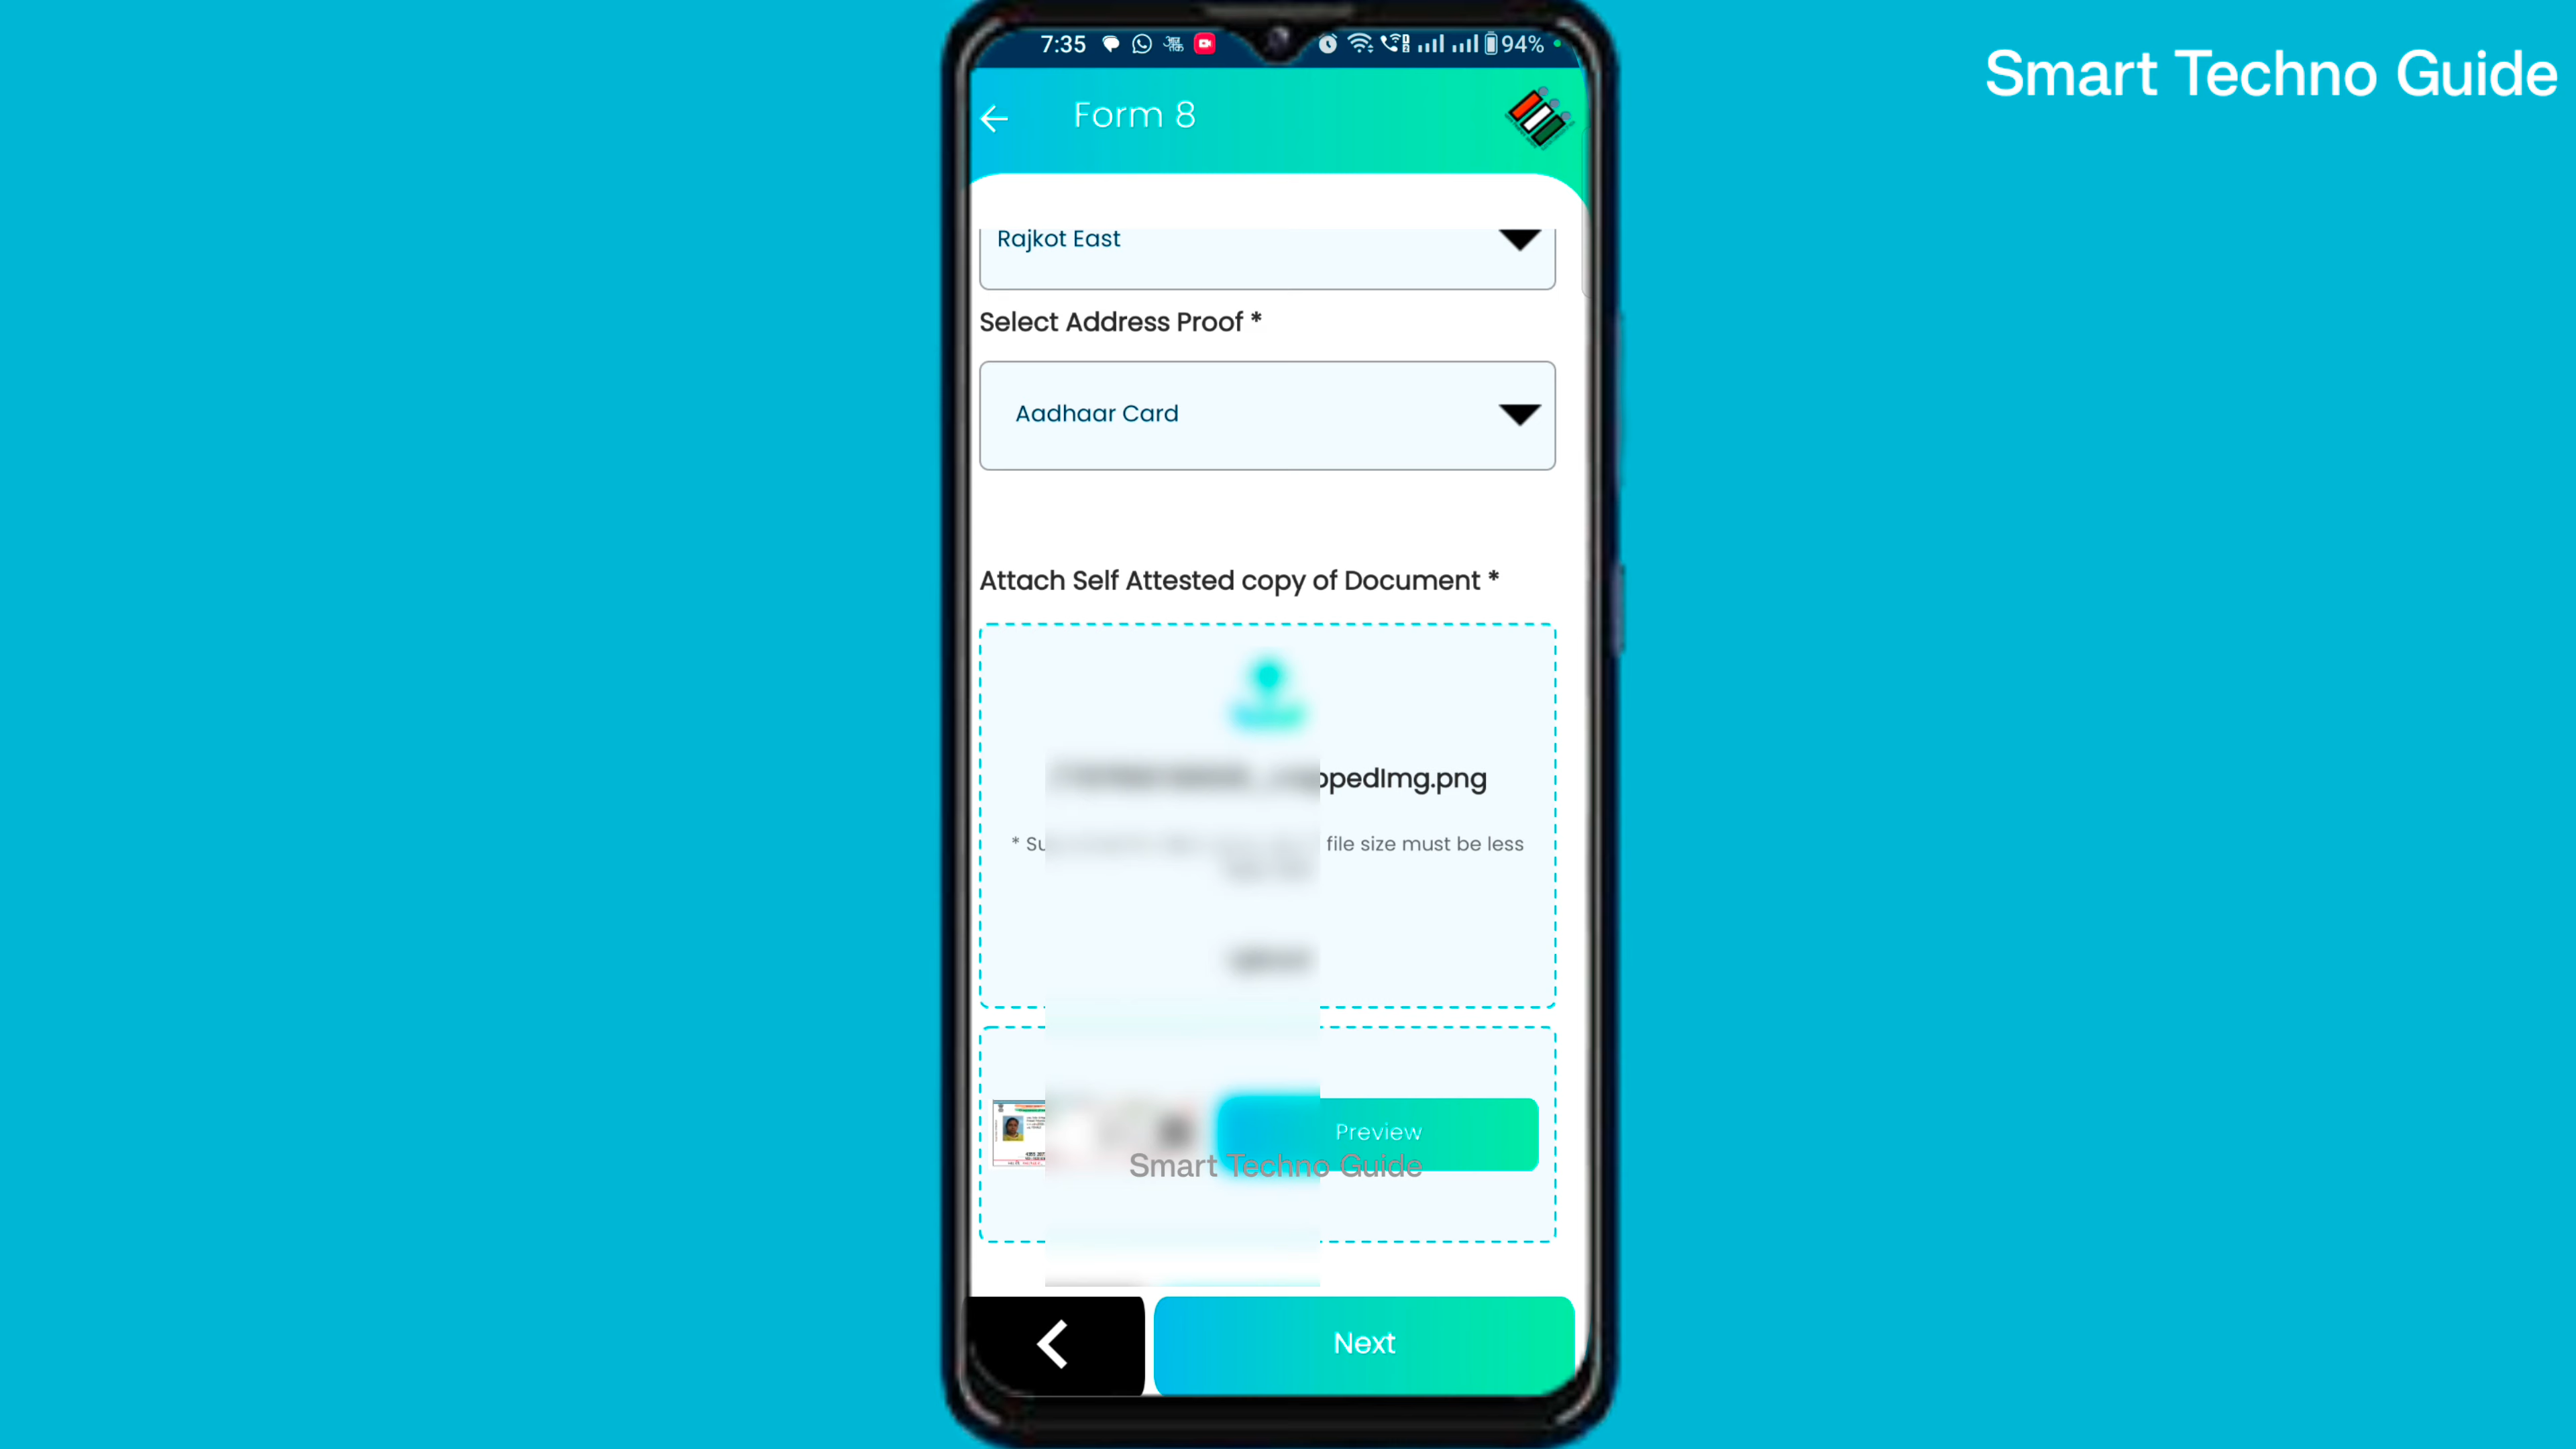 Smart Techno Guide
7:35
94%
Form 8
Rajkot East
Select Address Proof *
Aadhaar Card
Attach Self Attested copy of Document *
ppedImg.png
* Su file size must be less
Preview
Smart Techno Guide
Next